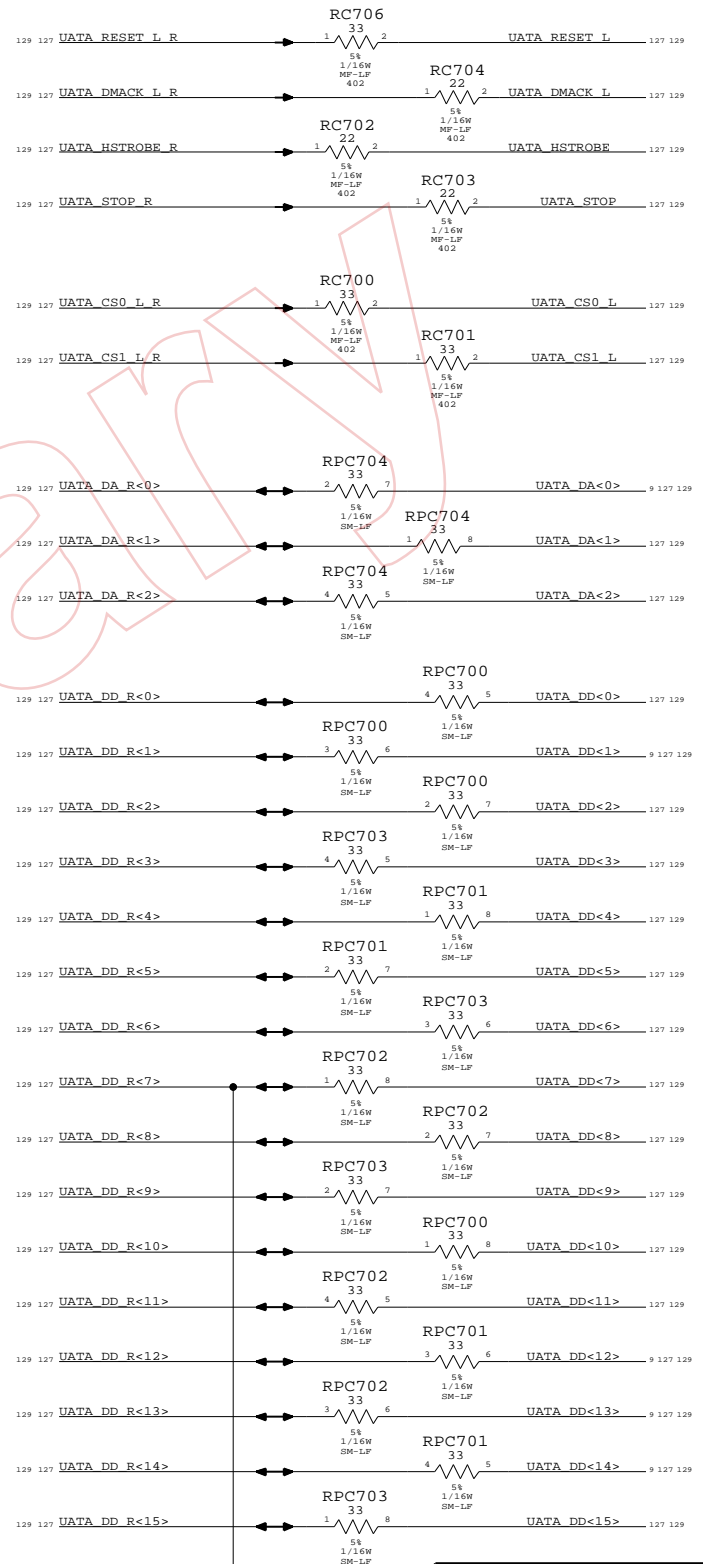 RC706
33
129 127 UATA_RESET_L_R 1 2 UATA_RESET_L 127 129
5%
1/16W
MF-LF
402
RC704
22
129 127 UATA_DMACK_L_R 1 2 UATA_DMACK_L 127 129
5%
1/16W
MF-LF
402
RC702
22
129 127 UATA_HSTROBE_R 1 2 UATA_HSTROBE 127 129
5%
1/16W
MF-LF
402
RC703
22
129 127 UATA_STOP_R 1 2 UATA_STOP 127 129
5%
1/16W
MF-LF
402
RC700
33
129 127 UATA_CS0_L_R 1 2 UATA_CS0_L 127 129
5%
1/16W
MF-LF
402
RC701
33
129 127 UATA_CS1_L_R 1 2 UATA_CS1_L 127 129
5%
1/16W
MF-LF
402
RPC704
33
129 127 UATA_DA_R<0> 2 7 UATA_DA<0> 9 127 129
5%
1/16W
SM-LF
RPC704
33
129 127 UATA_DA_R<1> 1 8 UATA_DA<1> 127 129
5%
1/16W
SM-LF
RPC704
33
129 127 UATA_DA_R<2> 4 5 UATA_DA<2> 127 129
5%
1/16W
SM-LF
RPC700
33
129 127 UATA_DD_R<0> 4 5 UATA_DD<0> 127 129
5%
1/16W
SM-LF
RPC700
33
129 127 UATA_DD_R<1> 3 6 UATA_DD<1> 9 127 129
5%
1/16W
SM-LF
RPC700
33
129 127 UATA_DD_R<2> 2 7 UATA_DD<2> 127 129
5%
1/16W
SM-LF
RPC703
33
129 127 UATA_DD_R<3> 4 5 UATA_DD<3> 127 129
5%
1/16W
SM-LF
RPC701
33
129 127 UATA_DD_R<4> 1 8 UATA_DD<4> 127 129
5%
1/16W
SM-LF
RPC701
33
129 127 UATA_DD_R<5> 2 7 UATA_DD<5> 127 129
5%
1/16W
SM-LF
RPC703
33
129 127 UATA_DD_R<6> 3 6 UATA_DD<6> 127 129
5%
1/16W
SM-LF
RPC702
33
129 127 UATA_DD_R<7> 1 8 UATA_DD<7> 127 129
5%
1/16W
SM-LF
RPC702
33
129 127 UATA_DD_R<8> 2 7 UATA_DD<8> 127 129
5%
1/16W
SM-LF
RPC703
33
129 127 UATA_DD_R<9> 2 7 UATA_DD<9> 127 129
5%
1/16W
SM-LF
RPC700
33
129 127 UATA_DD_R<10> 1 8 UATA_DD<10> 127 129
5%
1/16W
SM-LF
RPC702
33
129 127 UATA_DD_R<11> 4 5 UATA_DD<11> 127 129
5%
1/16W
SM-LF
RPC701
33
129 127 UATA_DD_R<12> 3 6 UATA_DD<12> 9 127 129
5%
1/16W
SM-LF
RPC702
33
129 127 UATA_DD_R<13> 3 6 UATA_DD<13> 9 127 129
5%
1/16W
SM-LF
RPC701
33
129 127 UATA_DD_R<14> 4 5 UATA_DD<14> 9 127 129
5%
1/16W
SM-LF
RPC703
33
129 127 UATA_DD_R<15> 1 8 UATA_DD<15> 127 129
5%
1/16W
SM-LF
ary